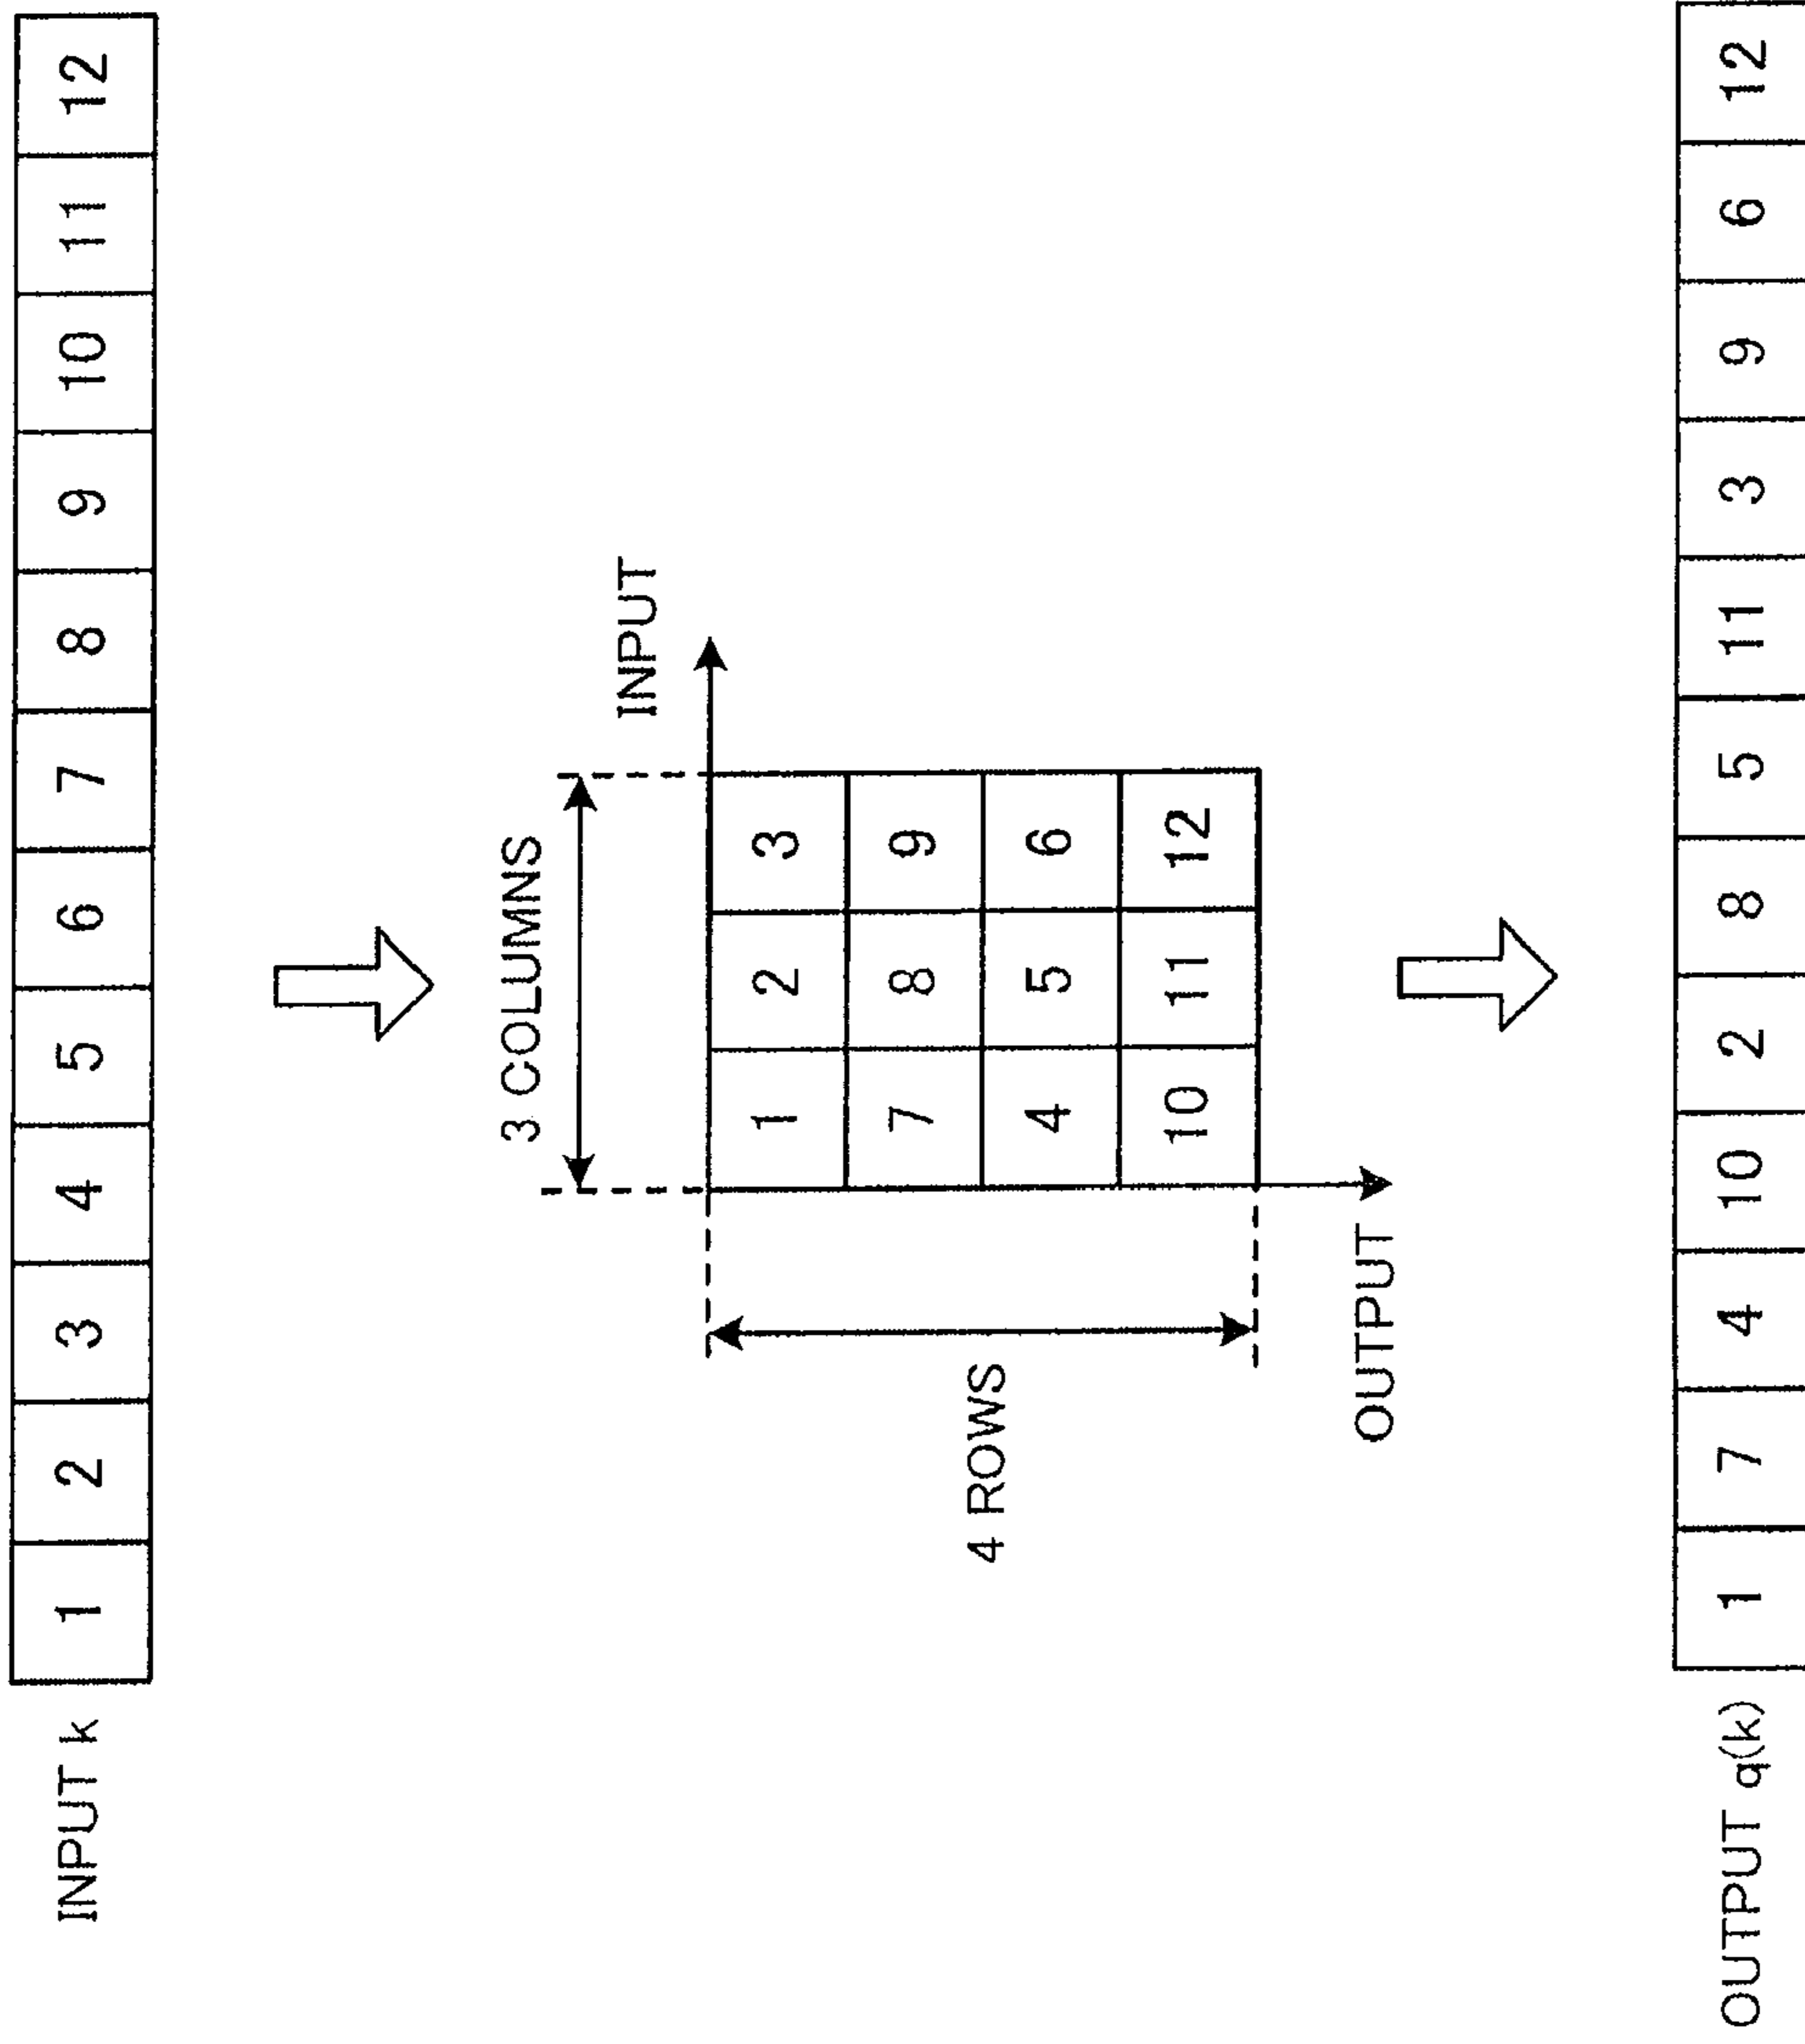 INPUT k 1 2 3 4 5 6 7 8 9 10 11 12
3 COLUMNS
INPUT
4 ROWS
1 2 3
7 8 9
4 5 6
10 11 12
OUTPUT
OUTPUT q(k) 1 7 4 10 2 8 5 11 3 9 6 12